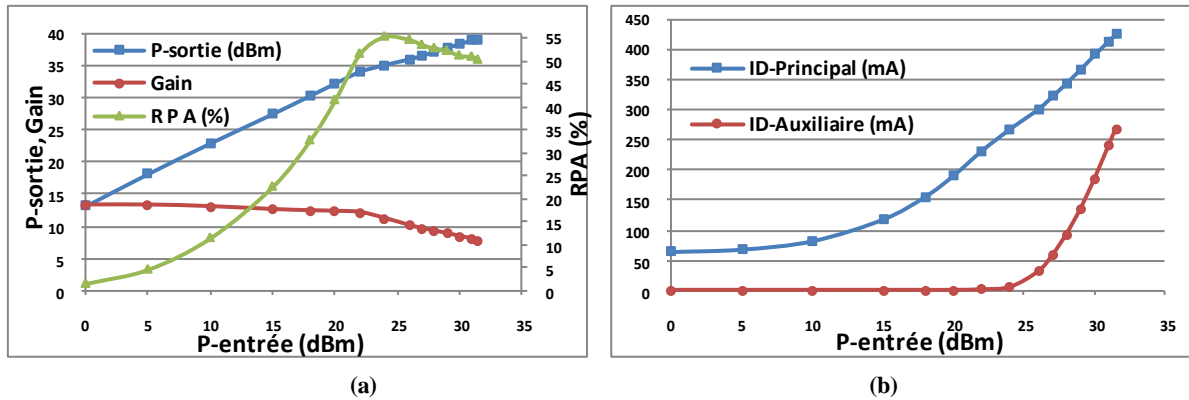 40
35
30
25
20
15
10
5
0
P-sortie, Gain
P-sortie (dBm)
Gain
R P A (%)
55
50
45
40
35
30
25
20
15
10
5
0
RPA (%)
0 5 10 15 20 25 30 35
P-entrée (dBm)
(a)
450
400
350
300
250
200
150
100
50
0
ID-Principal (mA)
ID-Auxiliaire (mA)
0 5 10 15 20 25 30 35
P-entrée (dBm)
(b)